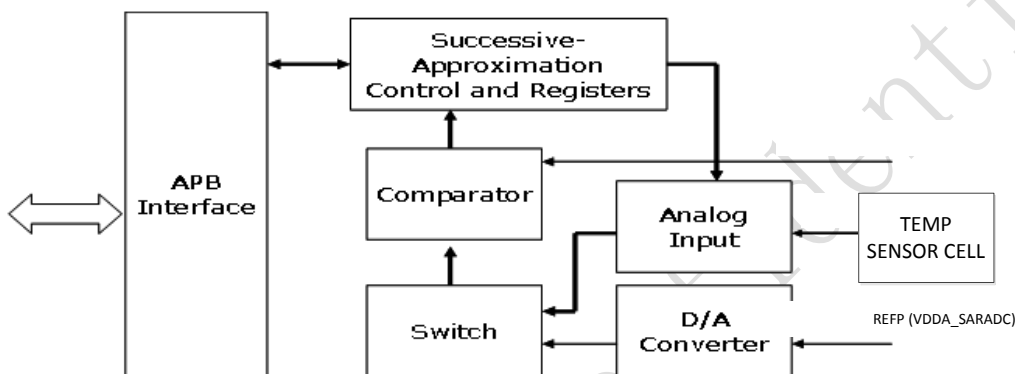 Successive-
Approximation
Control and Registers
APB
Interface
Comparator
Analog
Input
TEMP
SENSOR CELL
Switch
D/A
Converter
REFP (VDDA_SARADC)